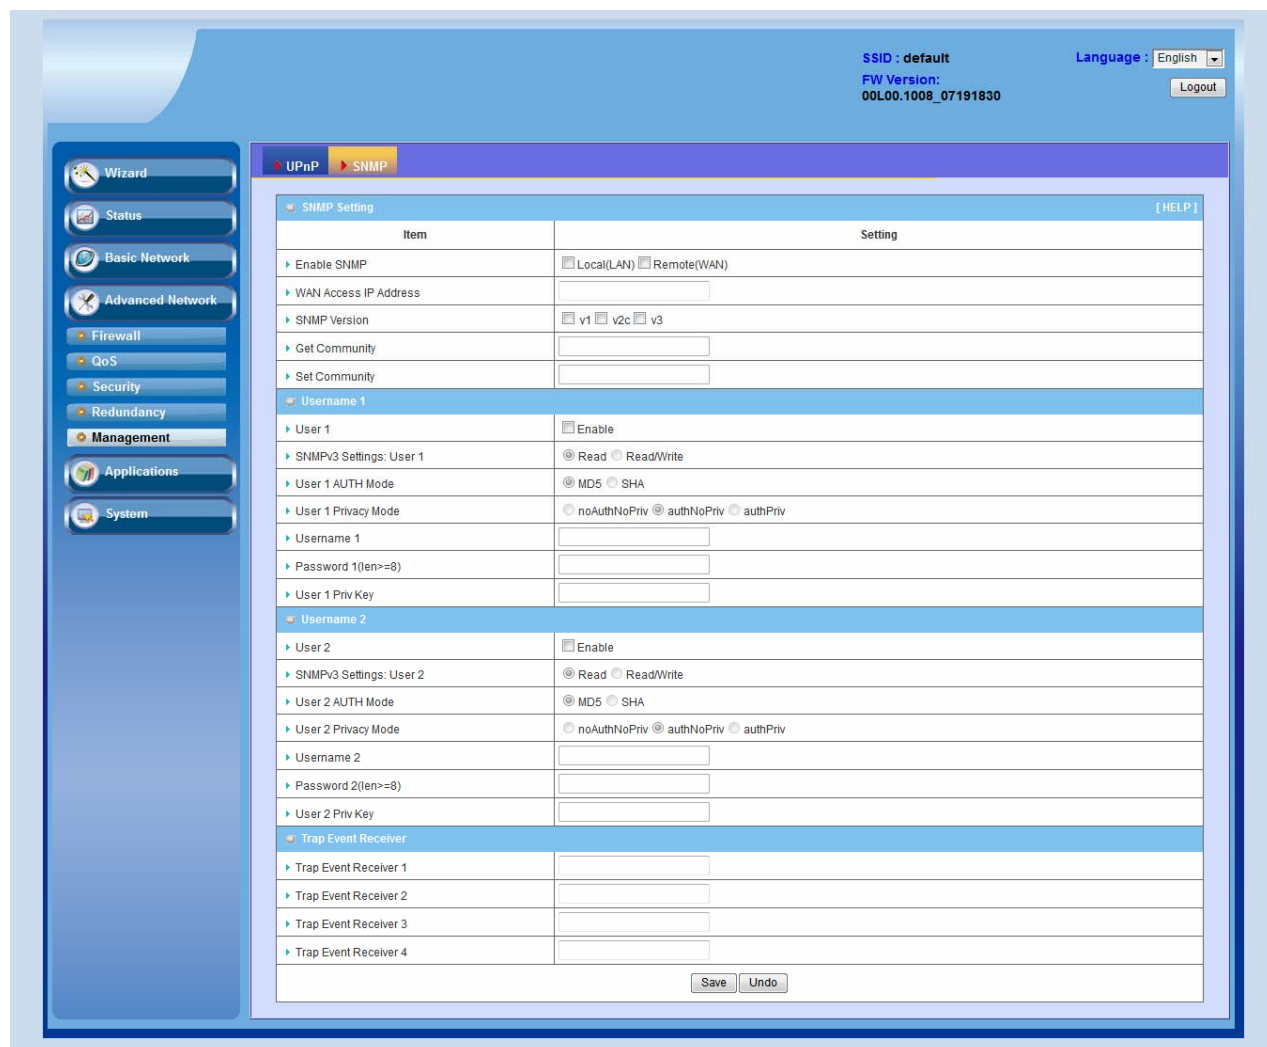 SSID : default
Language : English
FW Version:
00L00.1008_07191830
Logout
Wizard
Status
Basic Network
Advanced Network
Firewall
QoS
Security
Redundancy
Management
Applications
System
UPnP SNMP
SNMP Setting [ HELP ]
Item Setting
Enable SNMP Local(LAN) Remote(WAN)
WAN Access IP Address
SNMP Version v1 v2c v3
Get Community
Set Community
Username 1
User 1 Enable
SNMPv3 Settings: User 1 Read Read/Write
User 1 AUTH Mode MD5 SHA
User 1 Privacy Mode noAuthNoPriv authNoPriv authPriv
Username 1
Password 1(len>=8)
User 1 Priv Key
Username 2
User 2 Enable
SNMPv3 Settings: User 2 Read Read/Write
User 2 AUTH Mode MD5 SHA
User 2 Privacy Mode noAuthNoPriv authNoPriv authPriv
Username 2
Password 2(len>=8)
User 2 Priv Key
Trap Event Receiver
Trap Event Receiver 1
Trap Event Receiver 2
Trap Event Receiver 3
Trap Event Receiver 4
Save Undo